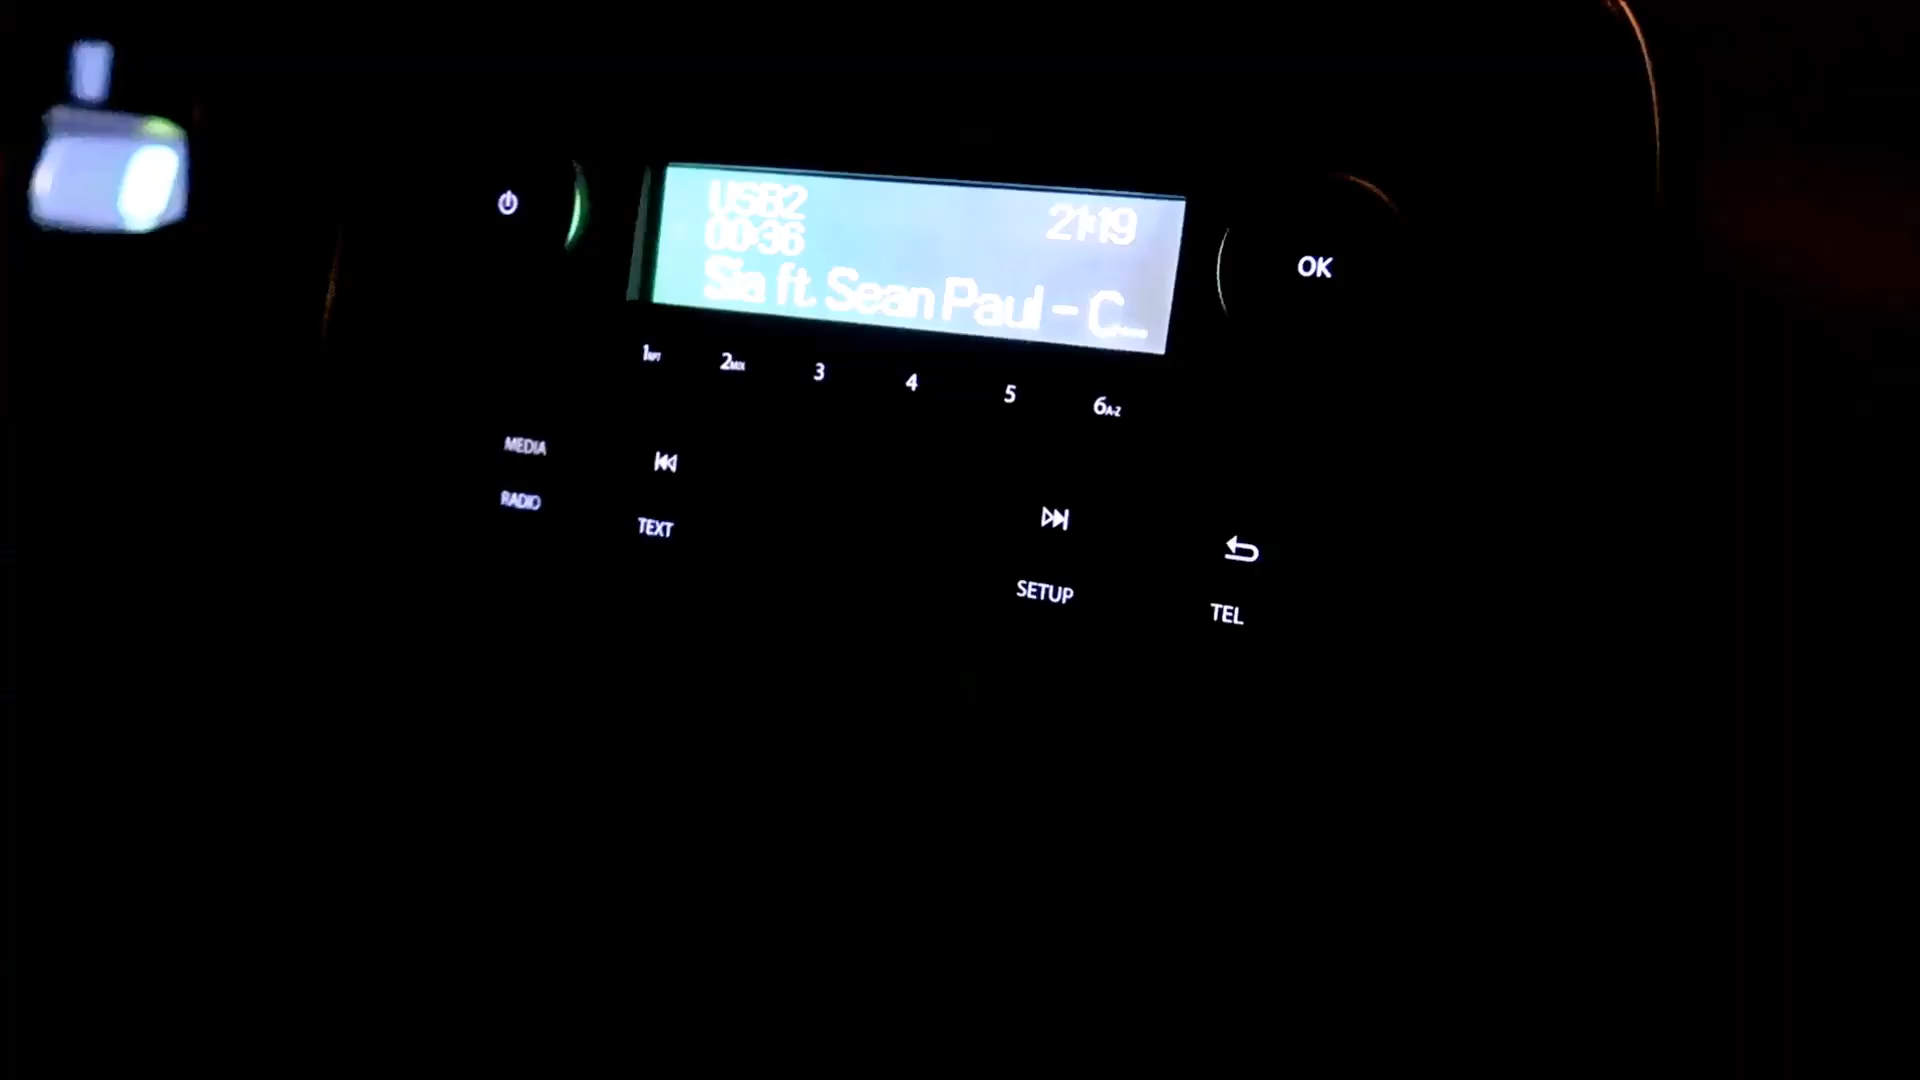 USB2
21:19
00:36
Sia ft. Sean Paul - C...
OK
1RPT
2MIX
3
4
5
6A-Z
MEDIA
RADIO
TEXT
SETUP
TEL